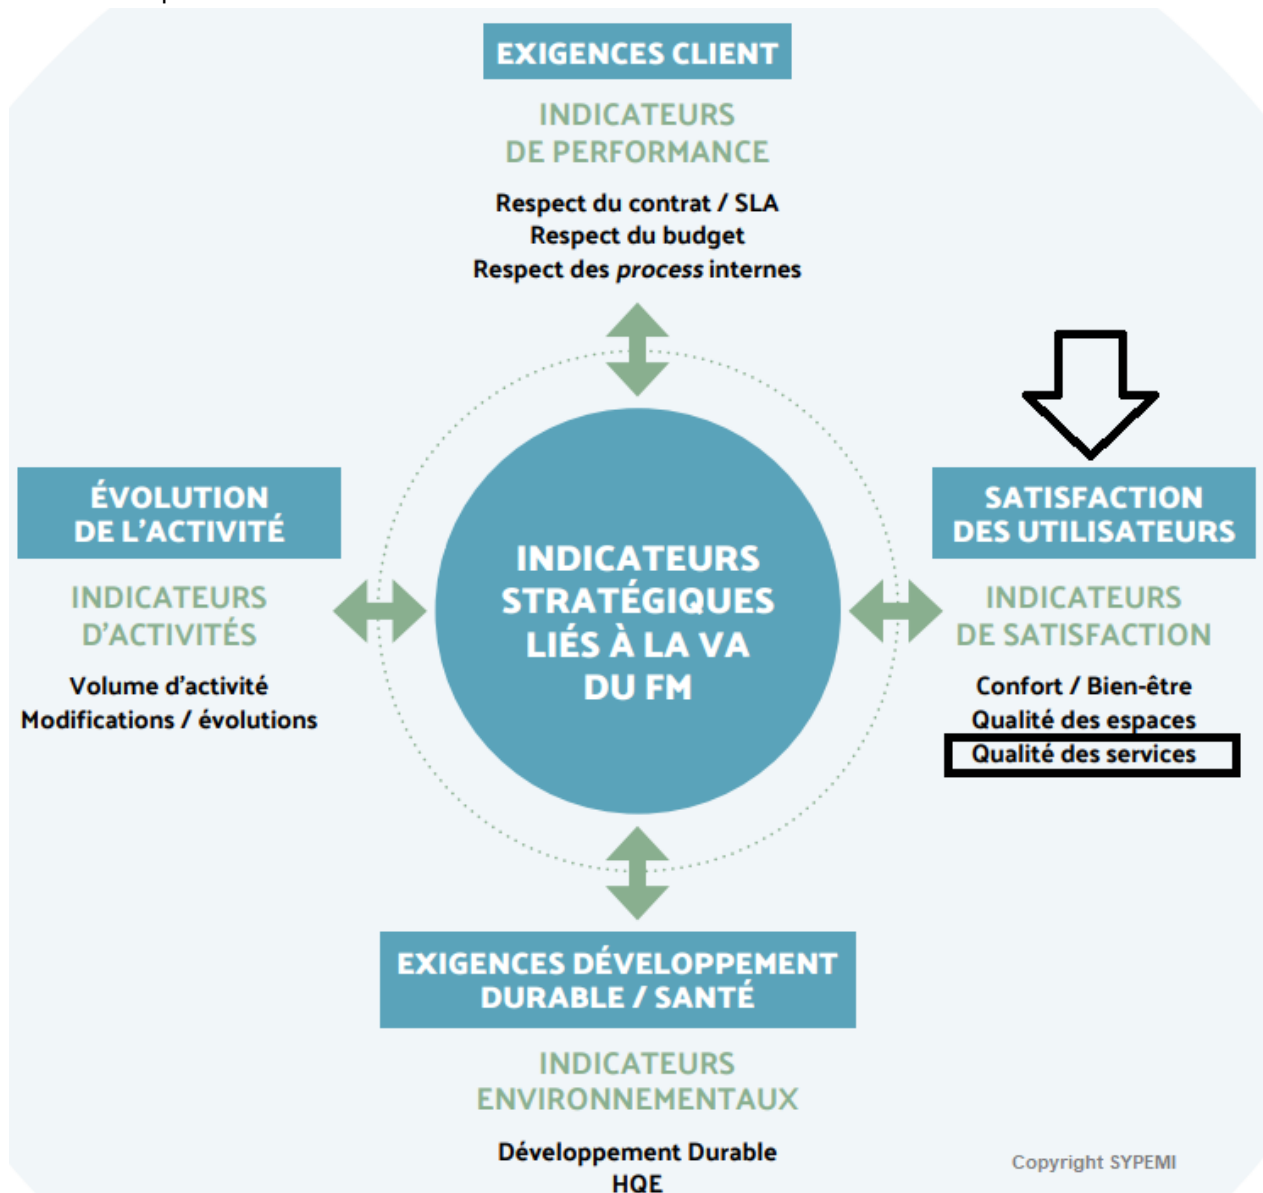 EXIGENCES CLIENT
INDICATEURS
DE PERFORMANCE
Respect du contrat / SLA
Respect du budget
Respect des process internes
ÉVOLUTION
DE L'ACTIVITÉ
INDICATEURS
D'ACTIVITÉS
Volume d'activité
Modifications / évolutions
INDICATEURS
STRATÉGIQUES
LIÉS À LA VA
DU FM
SATISFACTION
DES UTILISATEURS
INDICATEURS
DE SATISFACTION
Confort / Bien-être
Qualité des espaces
Qualité des services
EXIGENCES DÉVELOPPEMENT
DURABLE / SANTÉ
INDICATEURS
ENVIRONNEMENTAUX
Développement Durable
HQE
Copyright SYPEMI